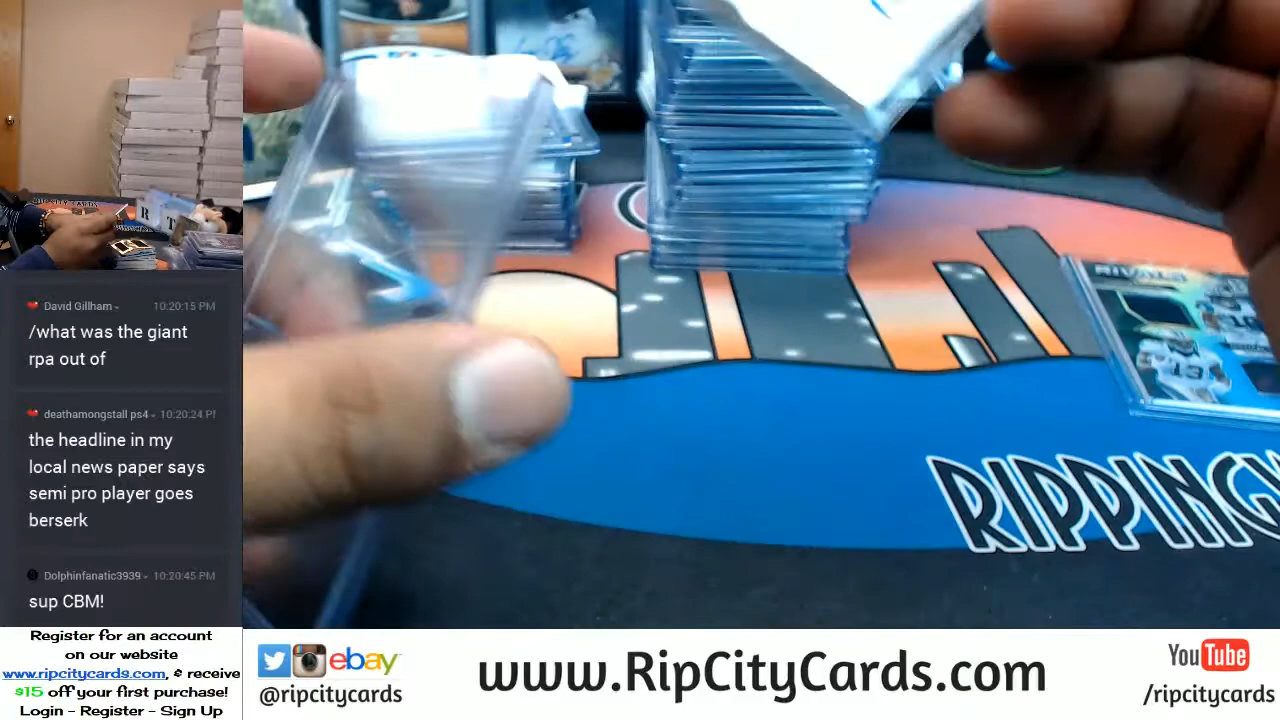 David Gillham
10:20:15 PM
/what was the giant
rpa out of
deathamongstall ps4
10:20:24 PM
the headline in my
local news paper says
semi pro player goes
berserk
Dolphinfanatic3939
10:20:45 PM
sup CBM!
Register for an account
on our website
www.ripcitycards.com, & receive
$15 off your first purchase!
Login - Register - Sign Up
ebay
@ripcitycards
www.RipCityCards.com
YouTube
/ripcitycards
RIVALS
13
RIPPING
R T